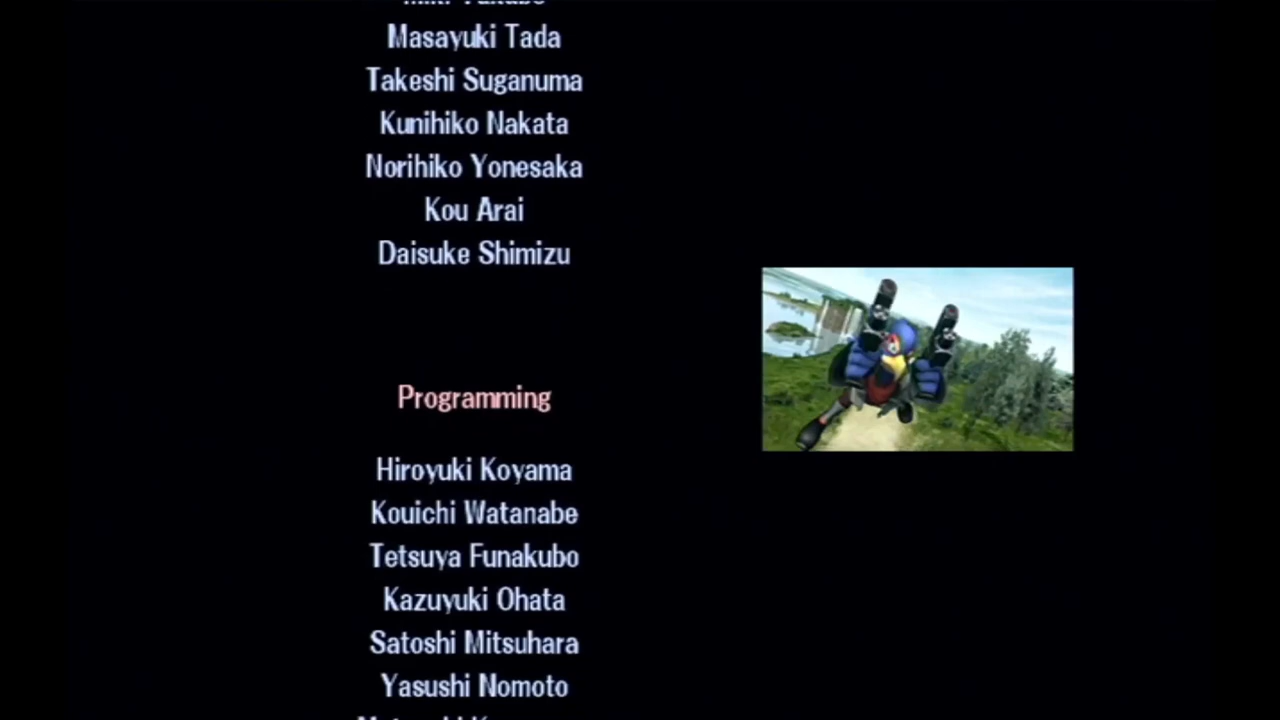 Masayuki Tada
Takeshi Suganuma
Kunihiko Nakata
Norihiko Yonesaka
Kou Arai
Daisuke Shimizu
Programming
Hiroyuki Koyama
Kouichi Watanabe
Tetsuya Funakubo
Kazuyuki Ohata
Satoshi Mitsuhara
Yasushi Nomoto